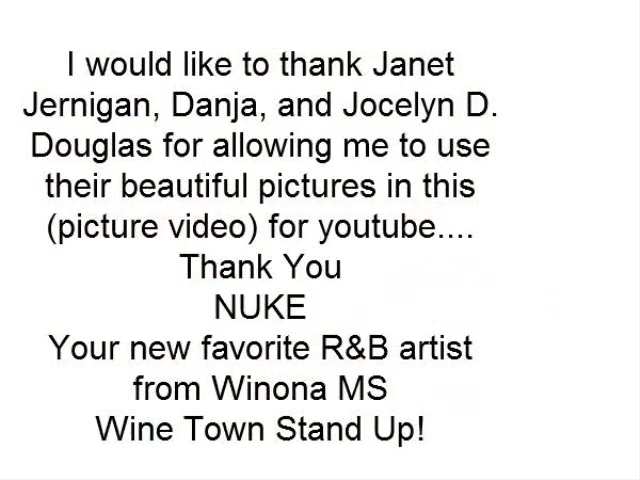 I would like to thank Janet
Jernigan, Danja, and Jocelyn D.
Douglas for allowing me to use
their beautiful pictures in this
(picture video) for youtube....
Thank You
NUKE
Your new favorite R&B artist
from Winona MS
Wine Town Stand Up!